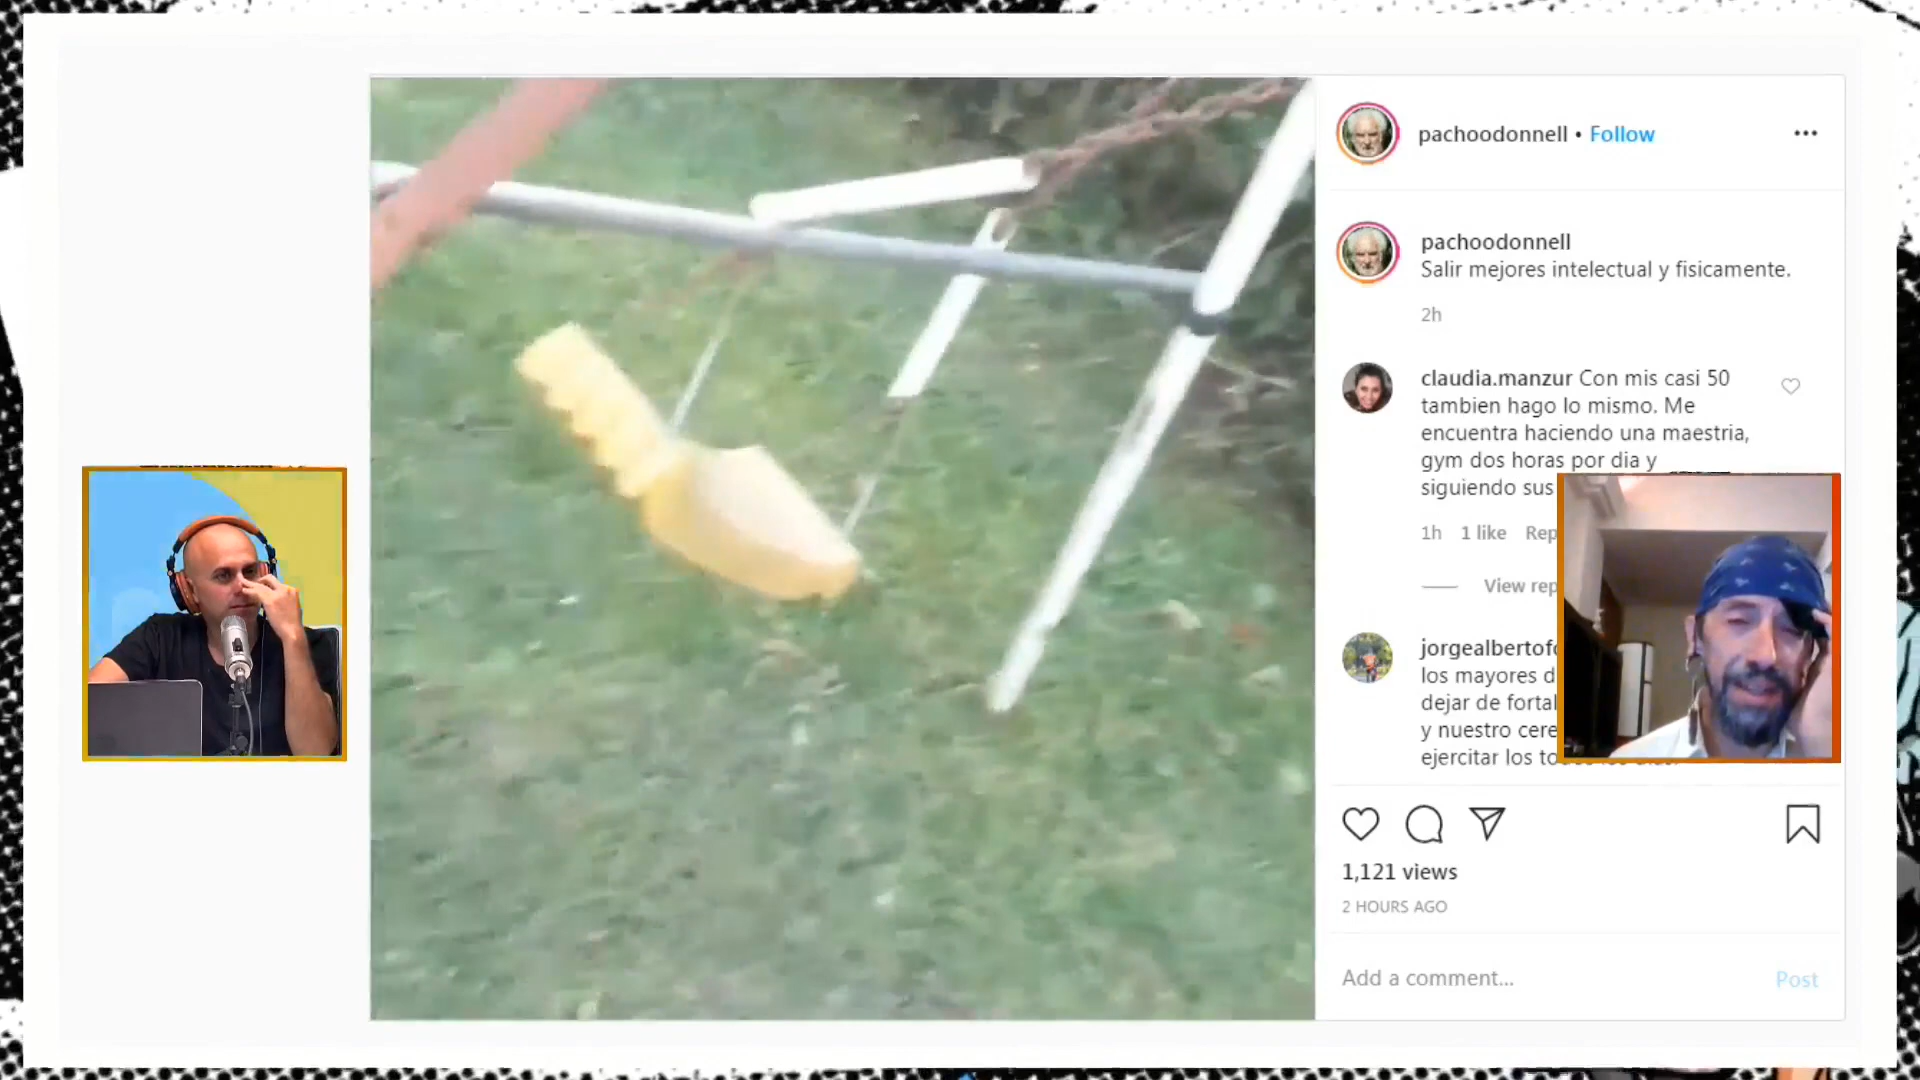 pachoodonnell • Follow
pachoodonnell
Salir mejores intelectual y fisicamente.
2h
claudia.manzur Con mis casi 50
tambien hago lo mismo. Me
encuentra haciendo una maestria,
gym dos horas por dia y
siguiendo sus
1h 1 like
View
los mayores
dejar de
y nuestro
ejercitar los
1,121 views
2 HOURS AGO
Add a comment... Post